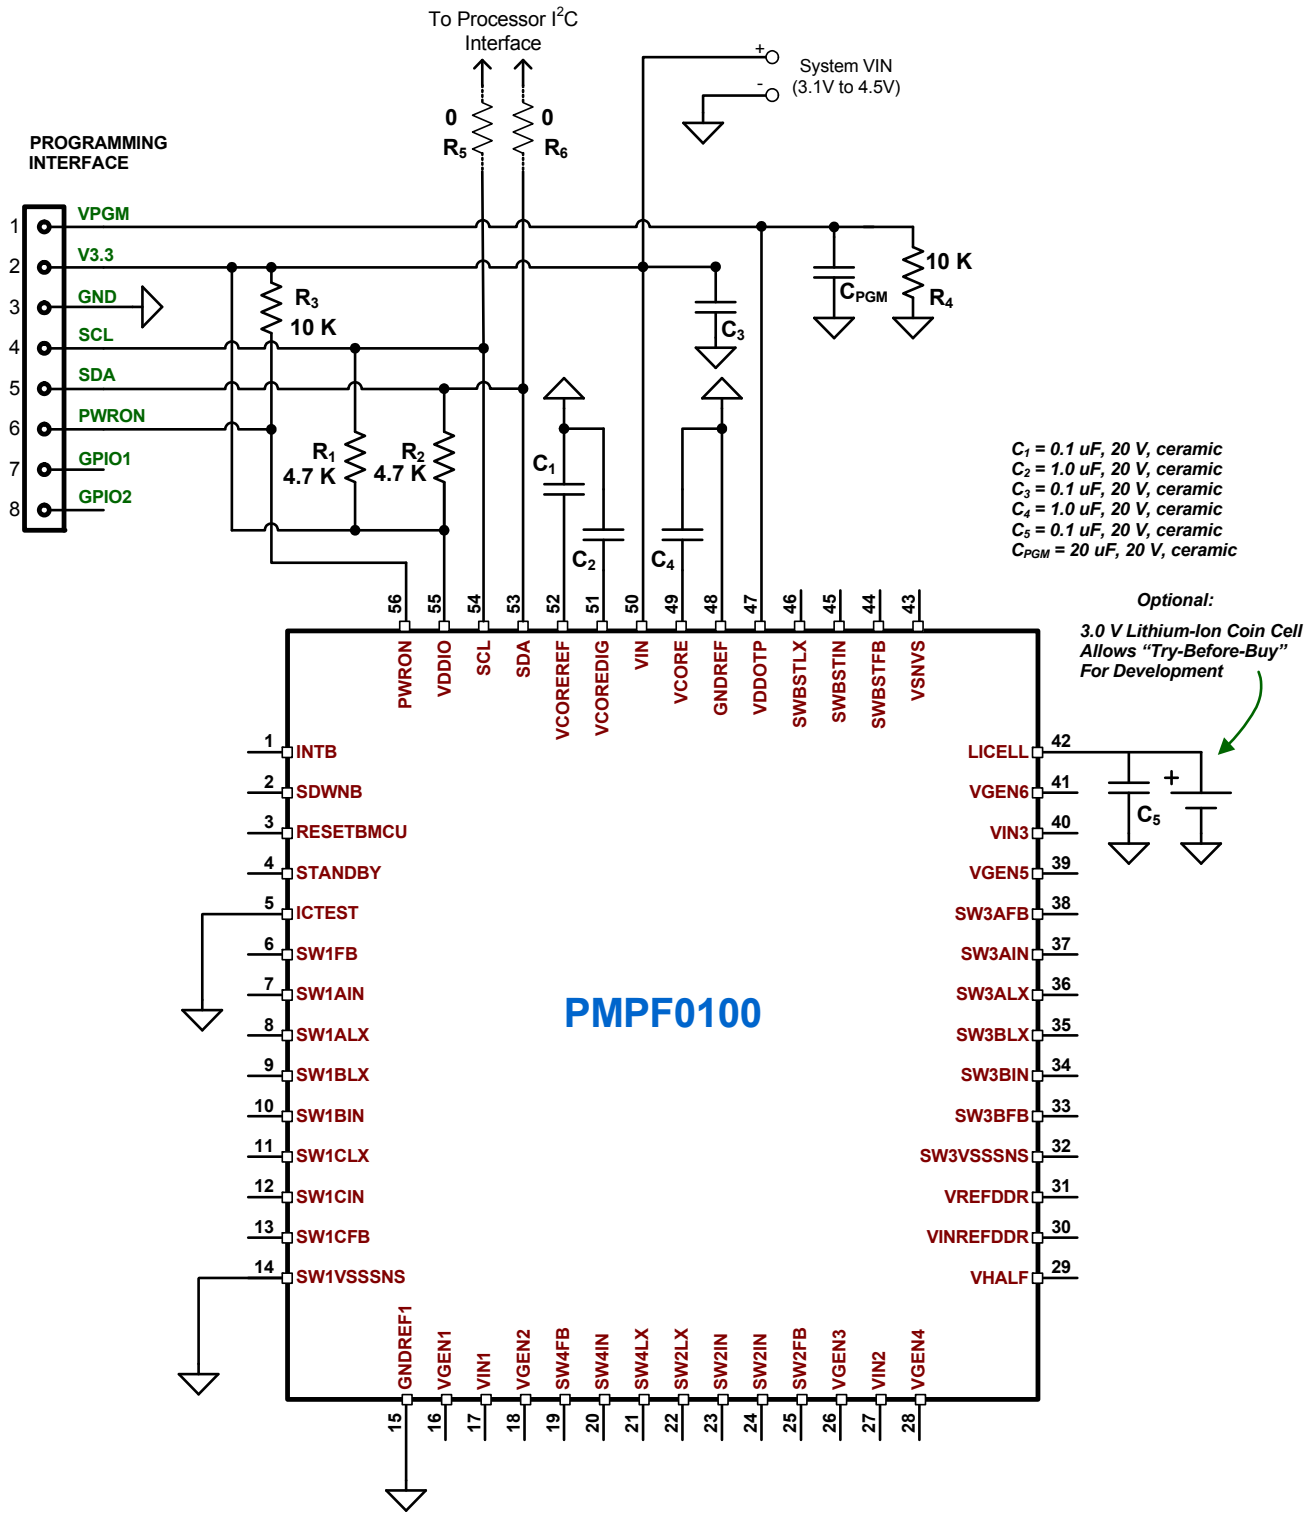 To Processor I²C
Interface
+
-
System VIN
(3.1V to 4.5V)
0
R₅
0
R₆
PROGRAMMING
INTERFACE
1 VPGM
2 V3.3
3 GND
4 SCL
5 SDA
6 PWRON
7 GPIO1
8 GPIO2
R₃
10 K
10 K
R₄
C_PGM
C₃
R₁
4.7 K
R₂
4.7 K
C₁
C₂
C₄
C₁ = 0.1 uF, 20 V, ceramic
C₂ = 1.0 uF, 20 V, ceramic
C₃ = 0.1 uF, 20 V, ceramic
C₄ = 1.0 uF, 20 V, ceramic
C₅ = 0.1 uF, 20 V, ceramic
C_PGM = 20 uF, 20 V, ceramic
Optional:
3.0 V Lithium-Ion Coin Cell
Allows “Try-Before-Buy”
For Development
56 PWRON
55 VDDIO
54 SCL
53 SDA
52 VCOREREF
51 VCOREDIG
50 VIN
49 VCORE
48 GNDREF
47 VDDOTP
46 SWBSTLX
45 SWBSTIN
44 SWBSTFB
43 VSNVS
1 INTB
2 SDWNB
3 RESETBMCU
4 STANDBY
5 ICTEST
6 SW1FB
7 SW1AIN
8 SW1ALX
9 SW1BLX
10 SW1BIN
11 SW1CLX
12 SW1CIN
13 SW1CFB
14 SW1VSSSNS
PMPF0100
LICELL 42
VGEN6 41
VIN3 40
VGEN5 39
SW3AFB 38
SW3AIN 37
SW3ALX 36
SW3BLX 35
SW3BIN 34
SW3BFB 33
SW3VSSSNS 32
VREFDDR 31
VINREFDDR 30
VHALF 29
+
C₅
GNDREF1 15
VGEN1 16
VIN1 17
VGEN2 18
SW4FB 19
SW4IN 20
SW4LX 21
SW2LX 22
SW2IN 23
SW2IN 24
SW2FB 25
VGEN3 26
VIN2 27
VGEN4 28